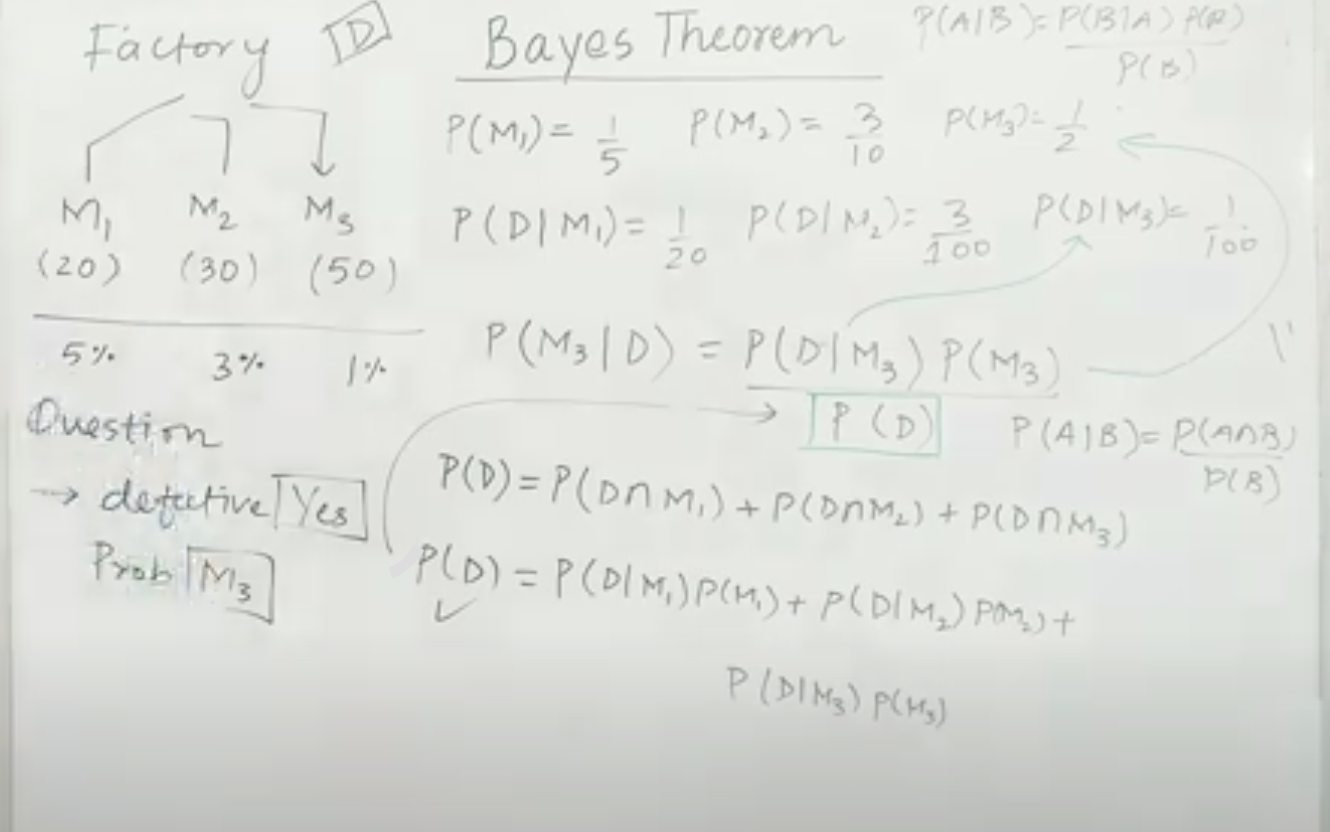 Factory D
M₁ M₂ M₃
(20) (30) (50)
5% 3% 1%
Question
→ defective Yes
Prob M₃
Bayes Theorem
P(A|B) = P(B|A) P(A) / P(B)
P(M₁) = 1/5 P(M₂) = 3/10 P(M₃) = 1/2
P(D|M₁) = 1/20 P(D|M₂) = 3/100 P(D|M₃) = 1/100
P(M₃|D) = P(D|M₃) P(M₃) / P(D)
P(A|B) = P(A∩B) / P(B)
P(D) = P(D∩M₁) + P(D∩M₂) + P(D∩M₃)
P(D) = P(D|M₁) P(M₁) + P(D|M₂) P(M₂) +
P(D|M₃) P(M₃)